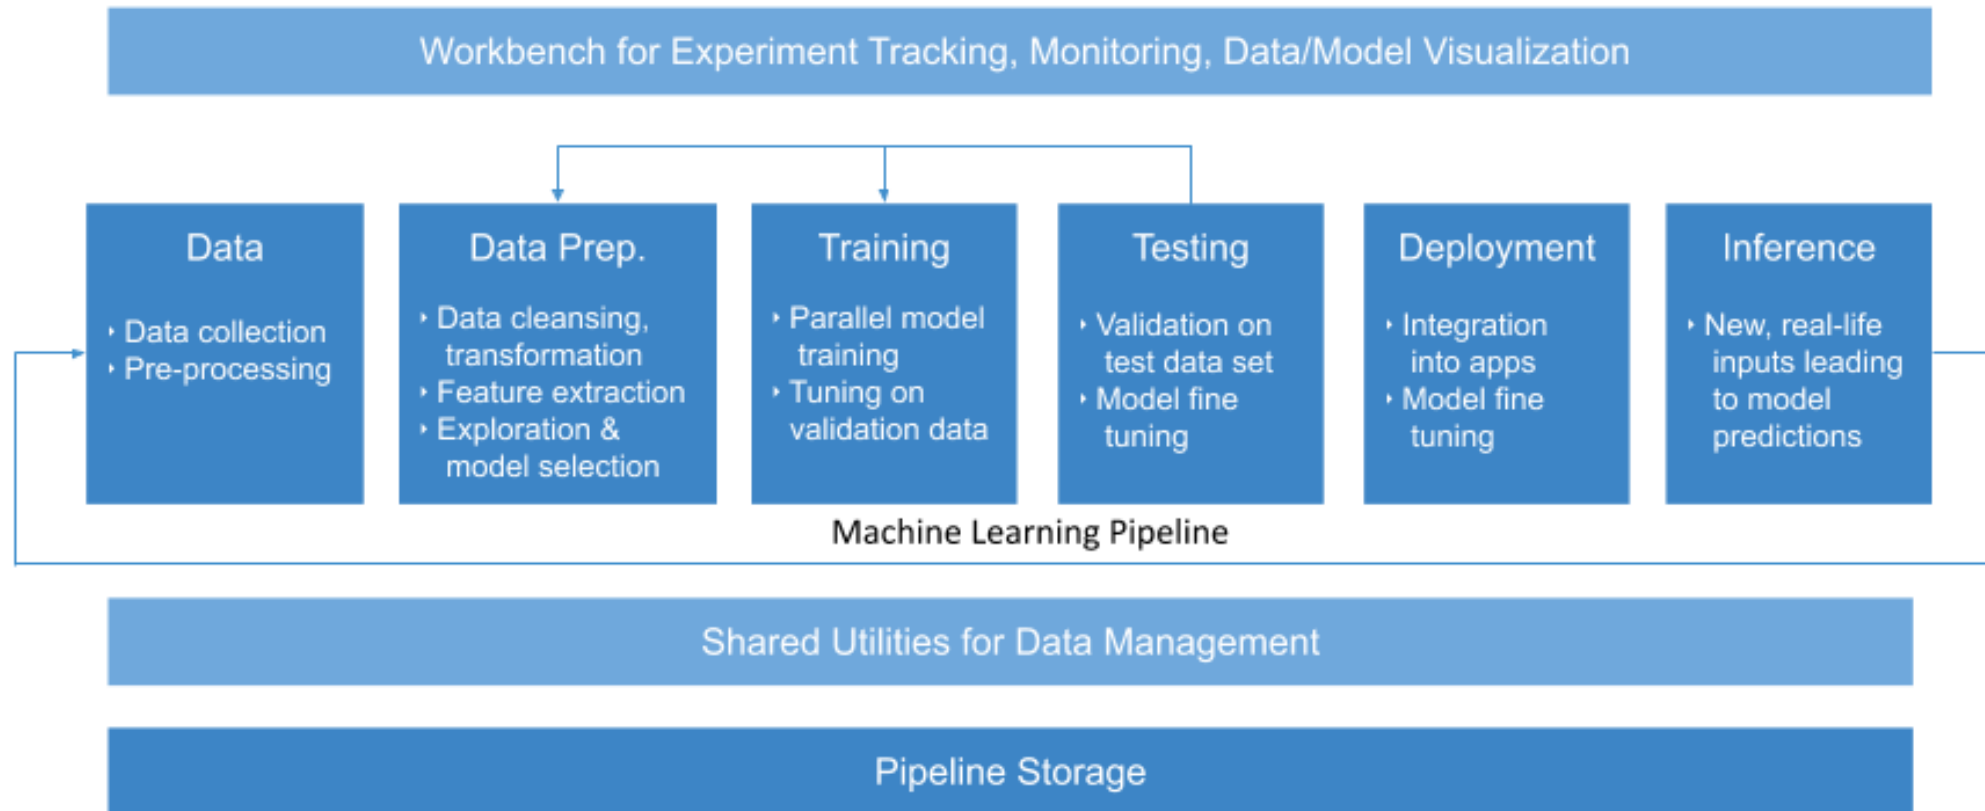 Workbench for Experiment Tracking, Monitoring, Data/Model Visualization
Data
‣ Data collection
‣ Pre-processing
Data Prep.
‣ Data cleansing,
transformation
‣ Feature extraction
‣ Exploration &
model selection
Training
‣ Parallel model
training
‣ Tuning on
validation data
Testing
‣ Validation on
test data set
‣ Model fine
tuning
Deployment
‣ Integration
into apps
‣ Model fine
tuning
Inference
‣ New, real-life
inputs leading
to model
predictions
Machine Learning Pipeline
Shared Utilities for Data Management
Pipeline Storage